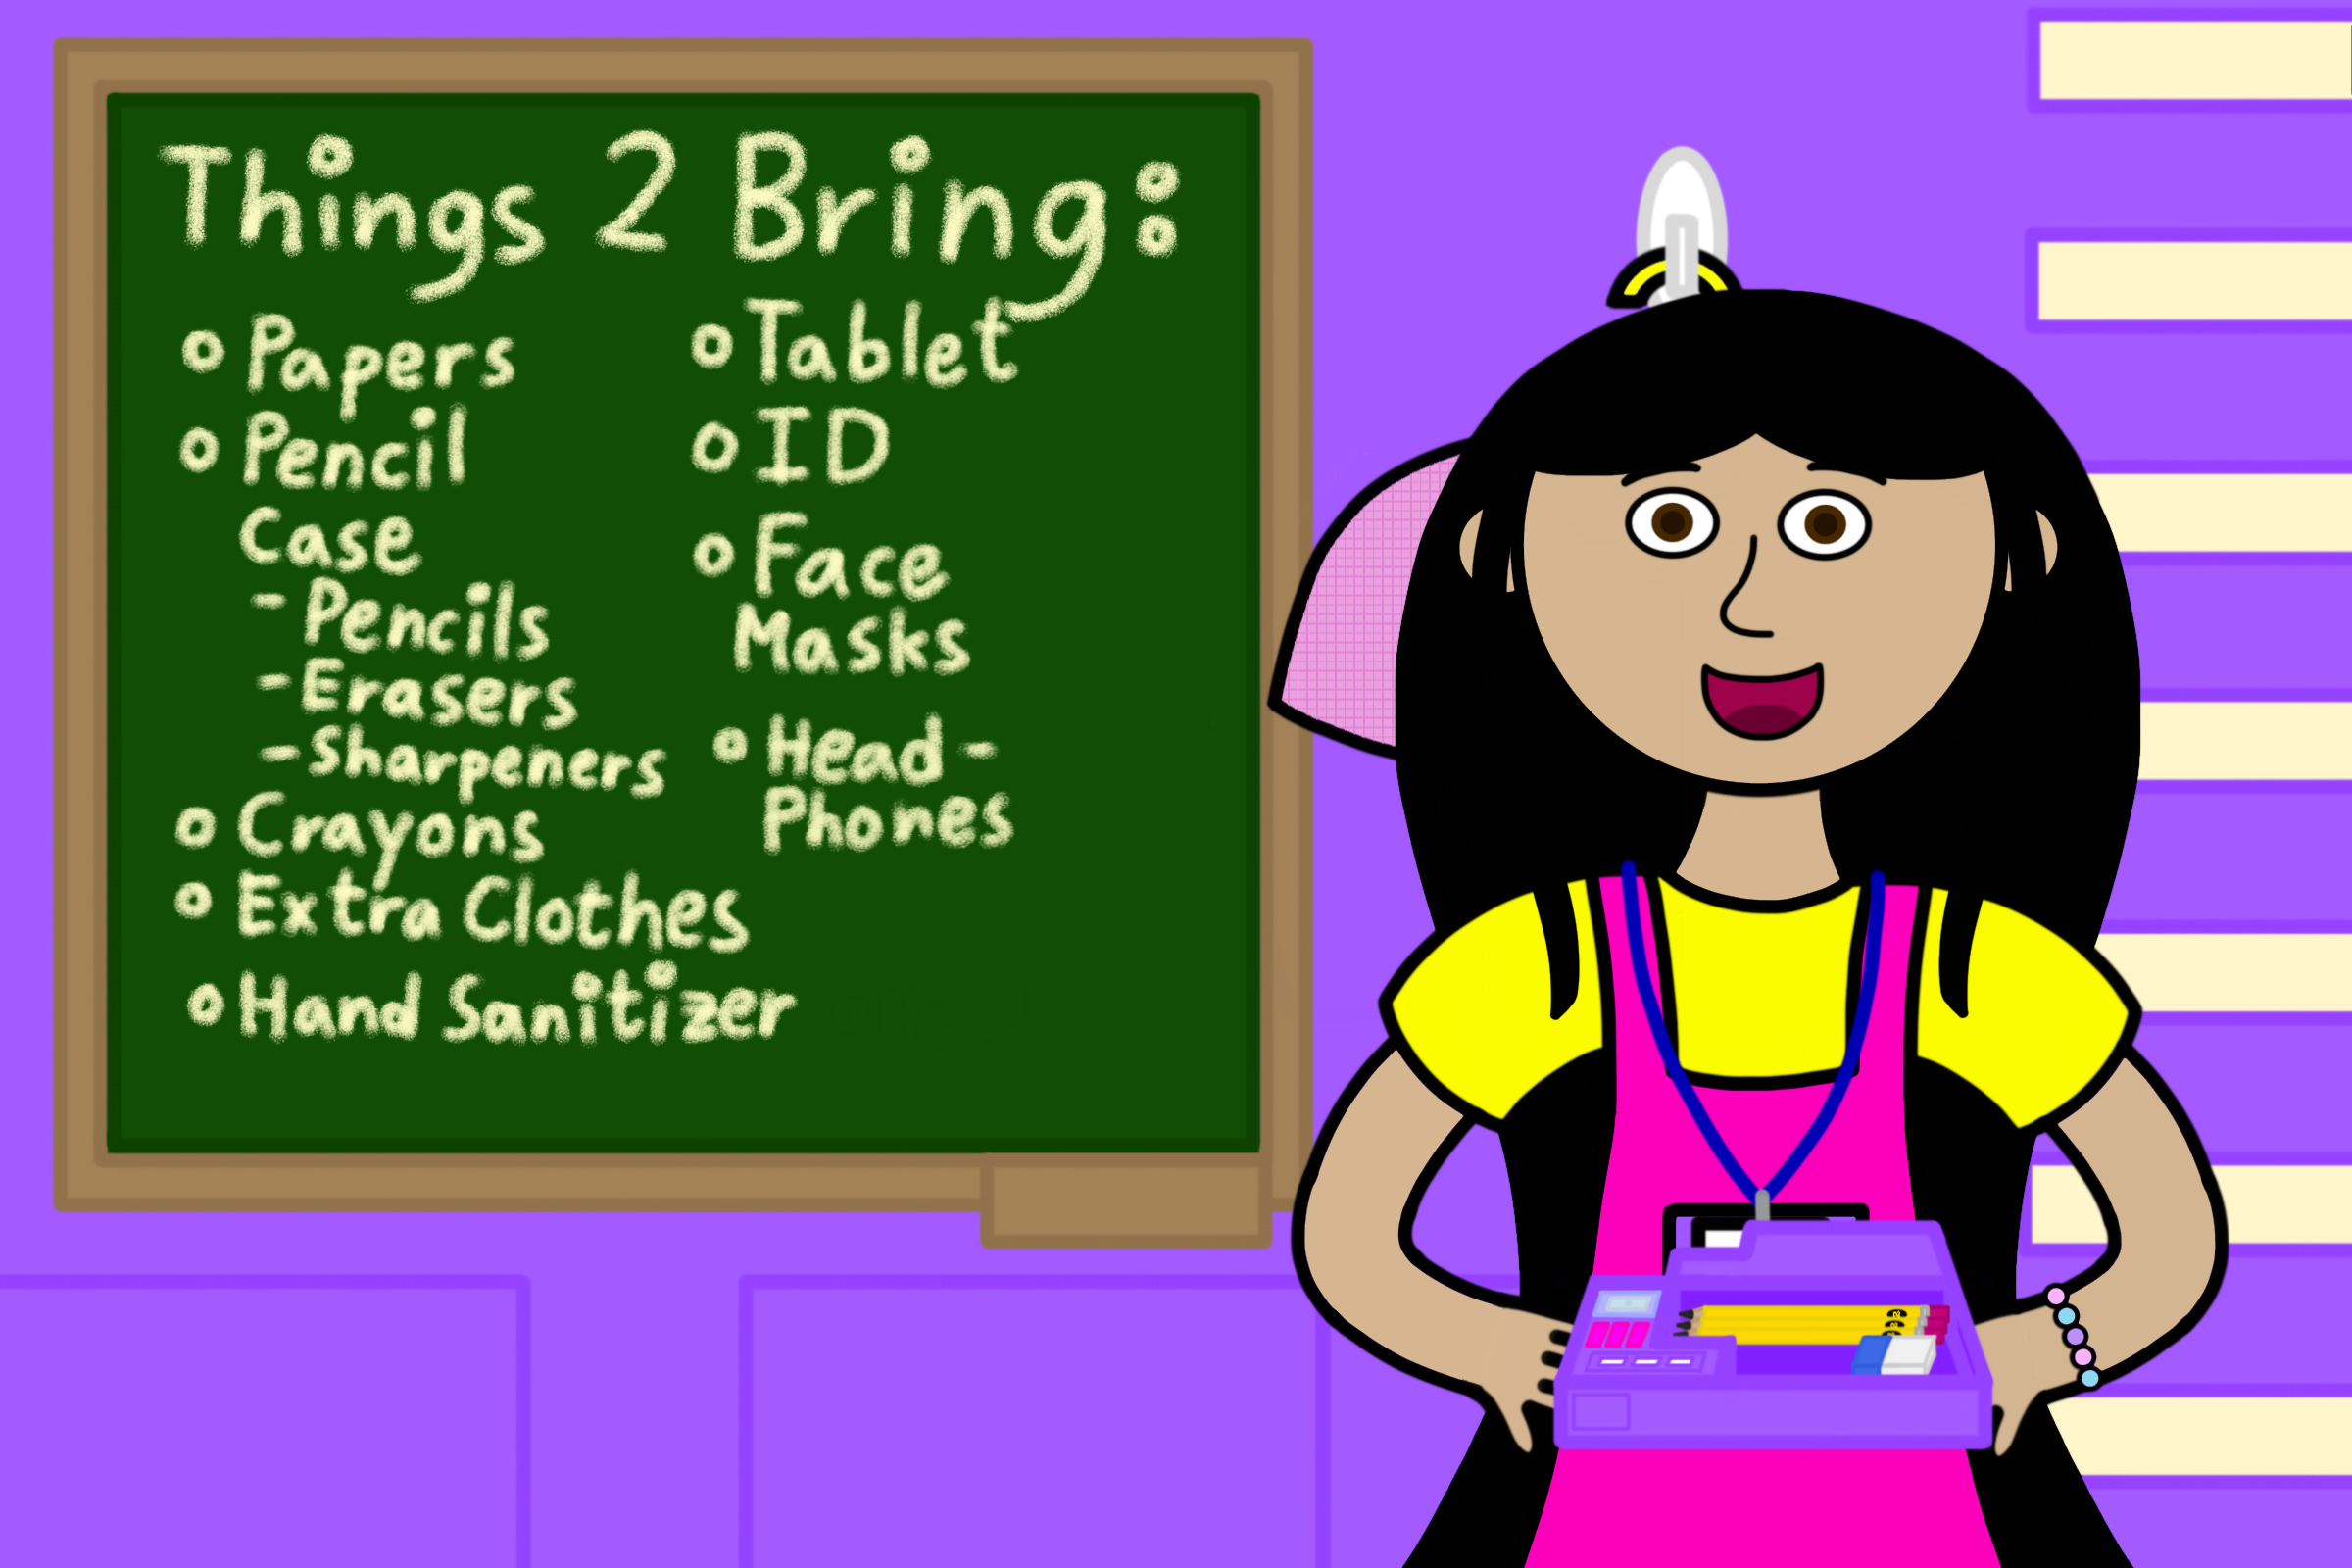 Things 2 Bring:
o Papers
o Pencil
Case
- Pencils
- Erasers
- Sharpeners
o Crayons
o Extra Clothes
o Hand Sanitizer
o Tablet
o ID
o Face
Masks
o Head-
Phones